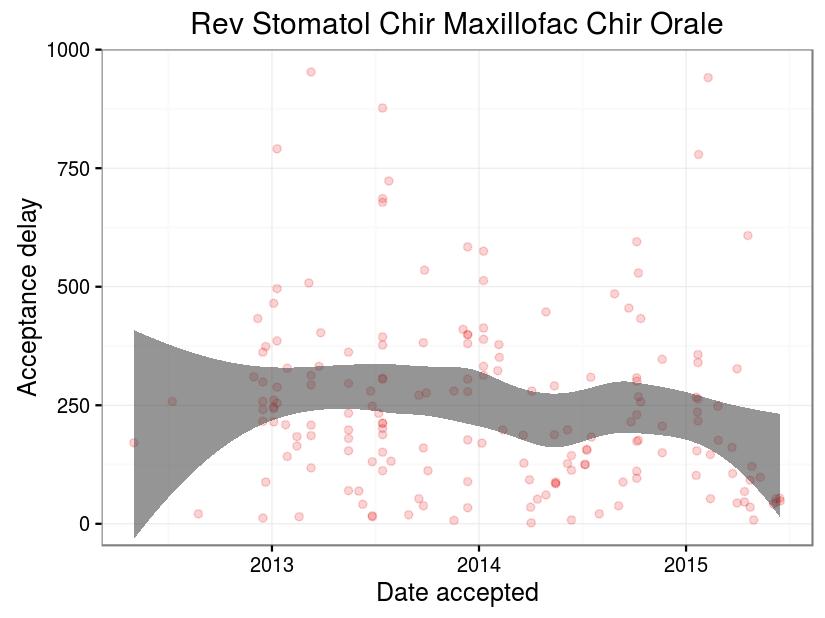 Rev Stomatol Chir Maxillofac Chir Orale
1000
750
500
250
0
Acceptance delay
2013 2014 2015
Date accepted